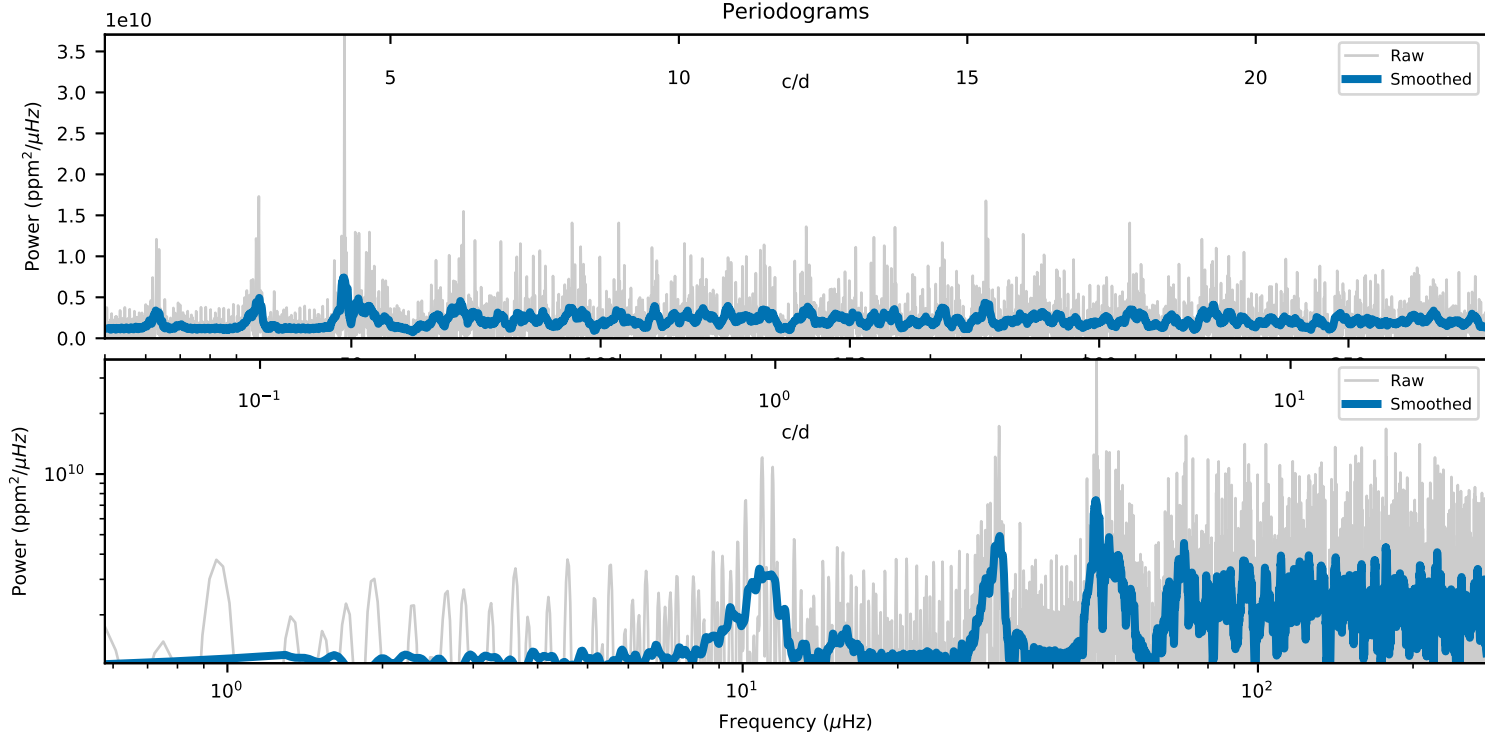 Periodograms
1e10
3.5
3.0
2.5
2.0
1.5
1.0
0.5
0.0
Power (ppm²/μHz)
5 10 15 20
c/d
Raw
Smoothed
10⁻¹ 10⁰ 10¹
c/d
Raw
Smoothed
10¹⁰
Power (ppm²/μHz)
10⁰ 10¹ 10²
Frequency (μHz)